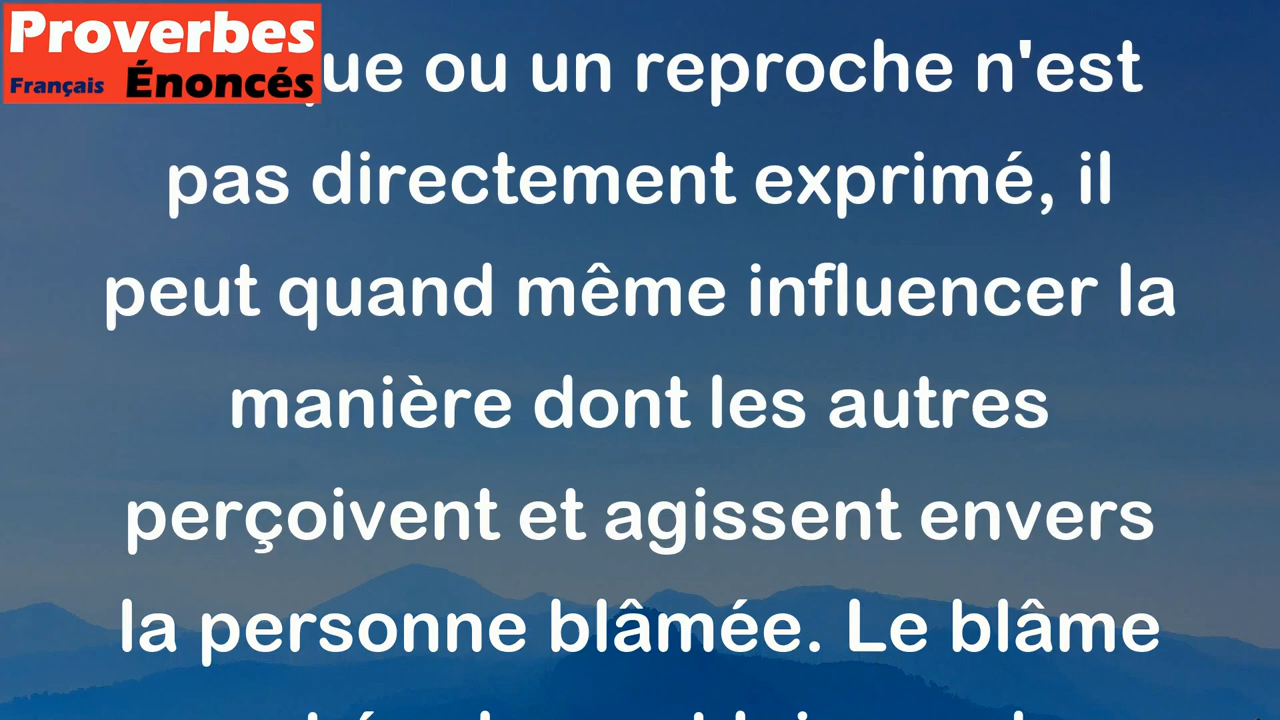 Proverbes
Français Énoncés
ue ou un reproche n'est
pas directement exprimé, il
peut quand même influencer la
manière dont les autres
perçoivent et agissent envers
la personne blâmée. Le blâme